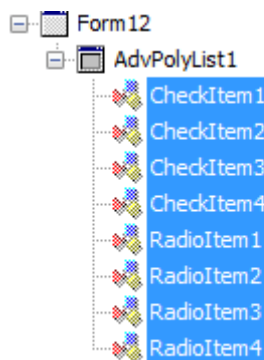 Form12
AdvPolyList1
CheckItem1
CheckItem2
CheckItem3
CheckItem4
RadioItem1
RadioItem2
RadioItem3
RadioItem4